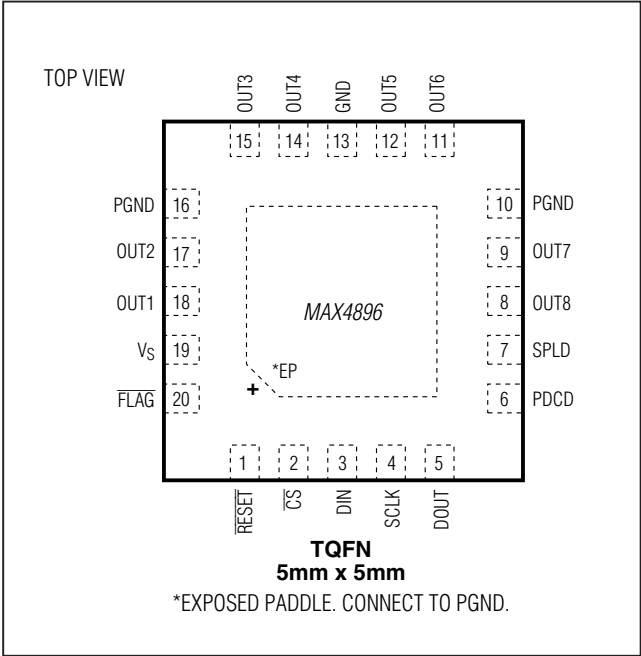 TOP VIEW
OUT3
OUT4
GND
OUT5
OUT6
15
14
13
12
11
PGND 16
10 PGND
OUT2 17
9 OUT7
OUT1 18
MAX4896
8 OUT8
VS 19
7 SPLD
*EP
FLAG 20
+
6 PDCD
1
2
3
4
5
RESET
CS
DIN
SCLK
DOUT
TQFN
5mm x 5mm
*EXPOSED PADDLE. CONNECT TO PGND.